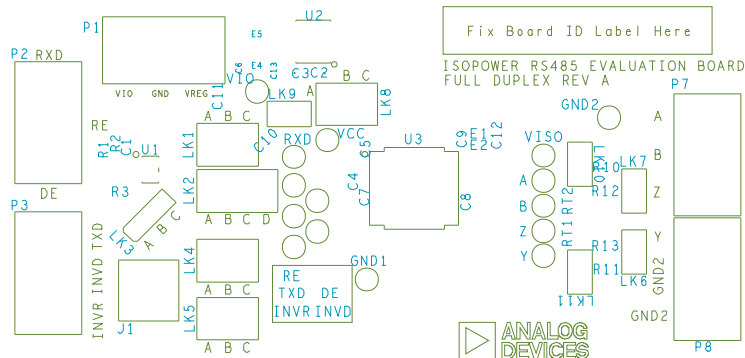 P1
U2
Fix Board ID Label Here
E5
ISOPOWER RS485 EVALUATION BOARD
FULL DUPLEX REV A
P2 RXD
E4
C6
C13
C3C2
VIO
B C
A
P7
VIO GND VREG
C11
LK9
LK8
GND2
A
RE
A B C
LK1
C10
RXD
VCC
U3
C9
E1
E2
C12
VISO
R1
R2
C1
U1
C5
LK10
LK7
R10
B
DE
R3
LK2
C4
C7
C8
A
RT2
R12
Z
P3
A B C D
B
LK3
A B C
TXD
INVD
INVR
RT1
Z
Y
R13
Y
LK4
A B C
GND1
R11
LK6
GND2
RE
TXD DE
INVR INVD
LK11
GND2
J1
LK5
A B C
ANALOG
DEVICES
P8